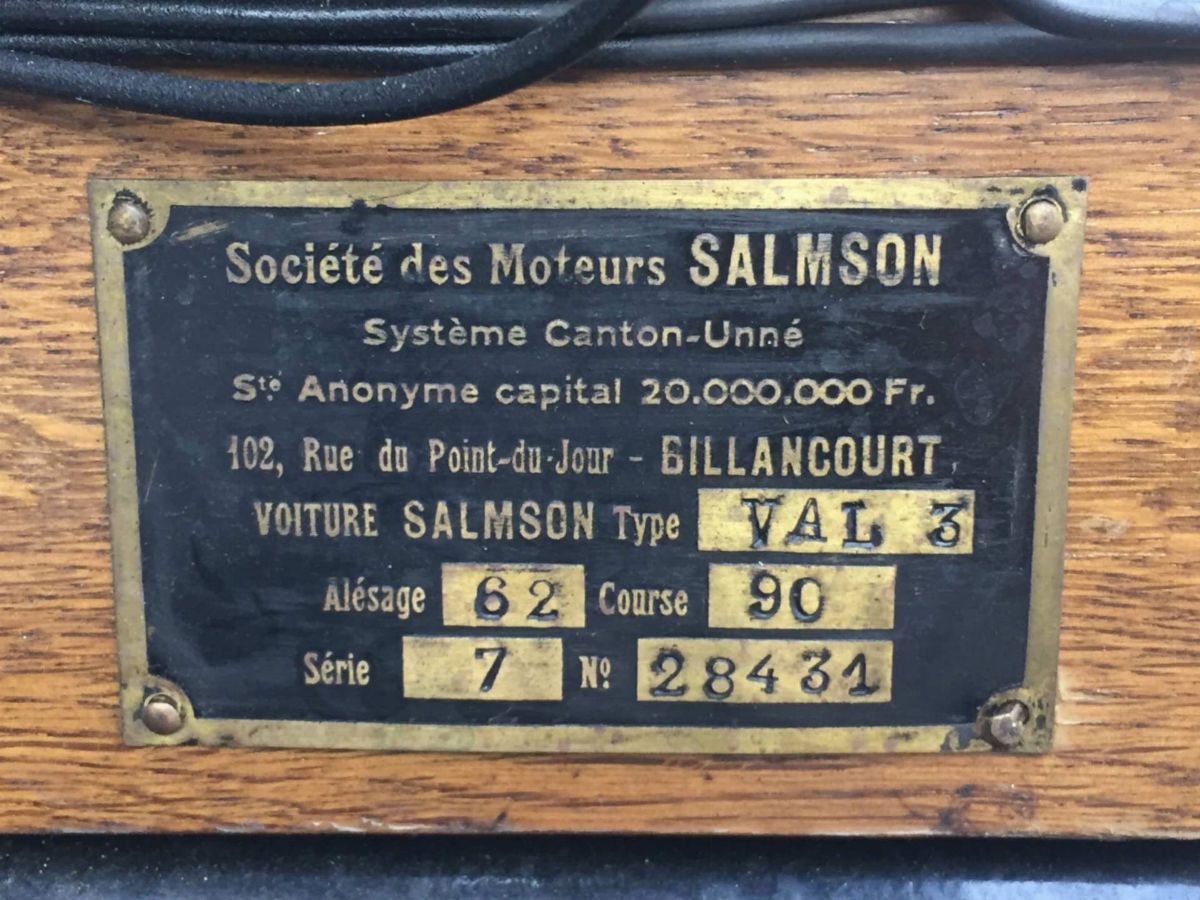 Société des Moteurs SALMSON
Système Canton-Unné
Sté Anonyme capital 20.000.000 Fr.
102, Rue du Point-du-Jour - BILLANCOURT
VOITURE SALMSON Type VAL 3
Alésage 62 Course 90
Série 7 Nº 28431